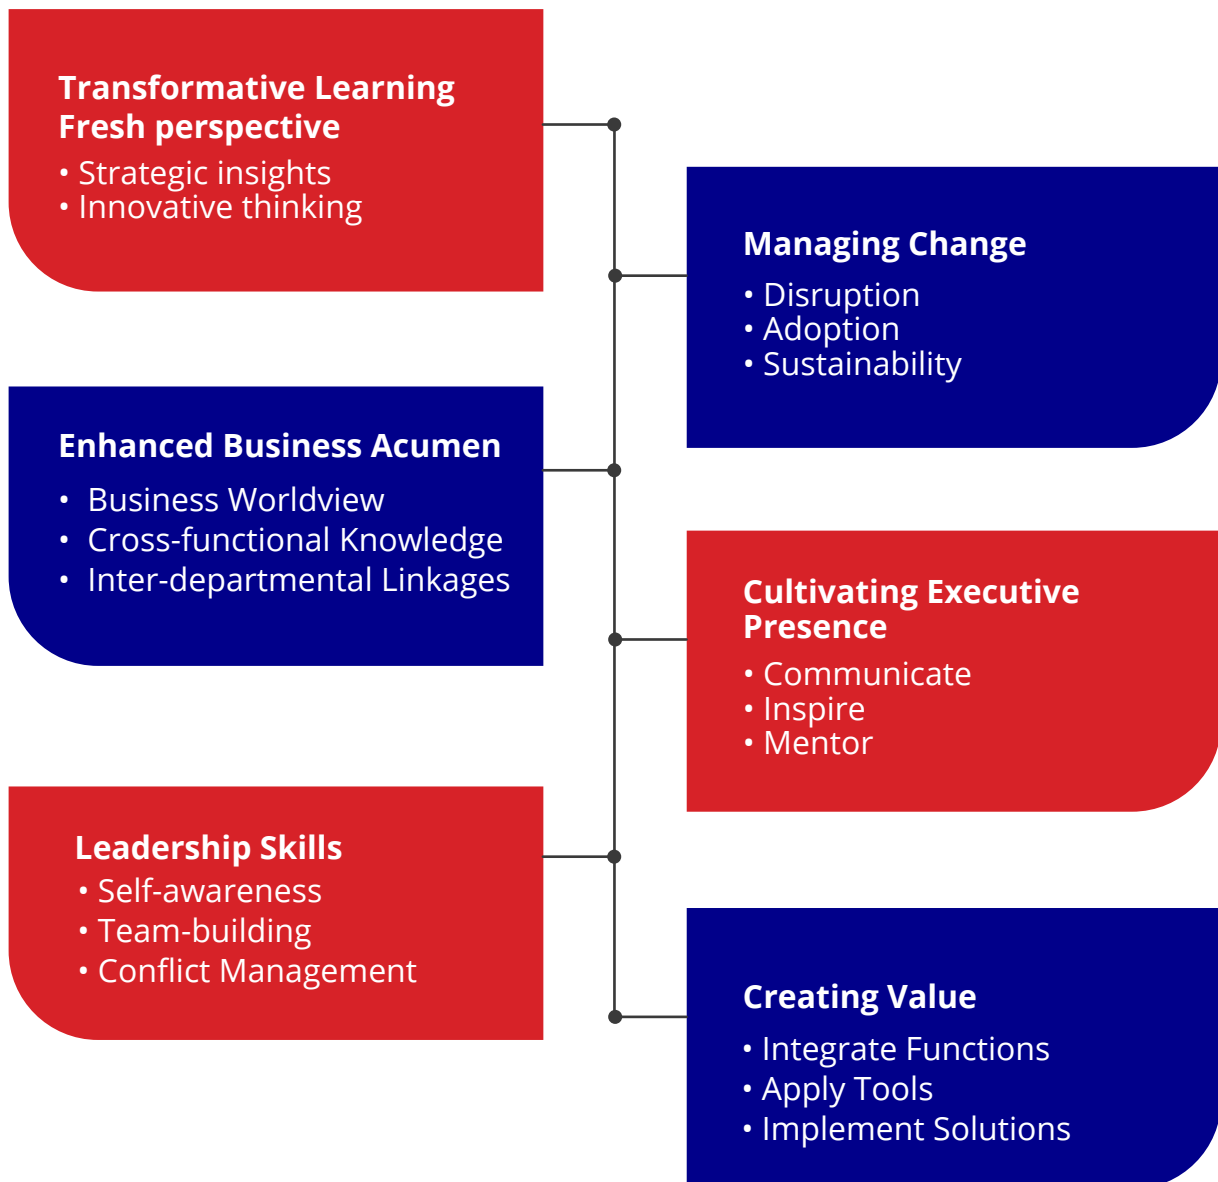 Transformative Learning
Fresh perspective
• Strategic insights
• Innovative thinking
Managing Change
• Disruption
• Adoption
• Sustainability
Enhanced Business Acumen
• Business Worldview
• Cross-functional Knowledge
• Inter-departmental Linkages
Cultivating Executive
Presence
• Communicate
• Inspire
• Mentor
Leadership Skills
• Self-awareness
• Team-building
• Conflict Management
Creating Value
• Integrate Functions
• Apply Tools
• Implement Solutions